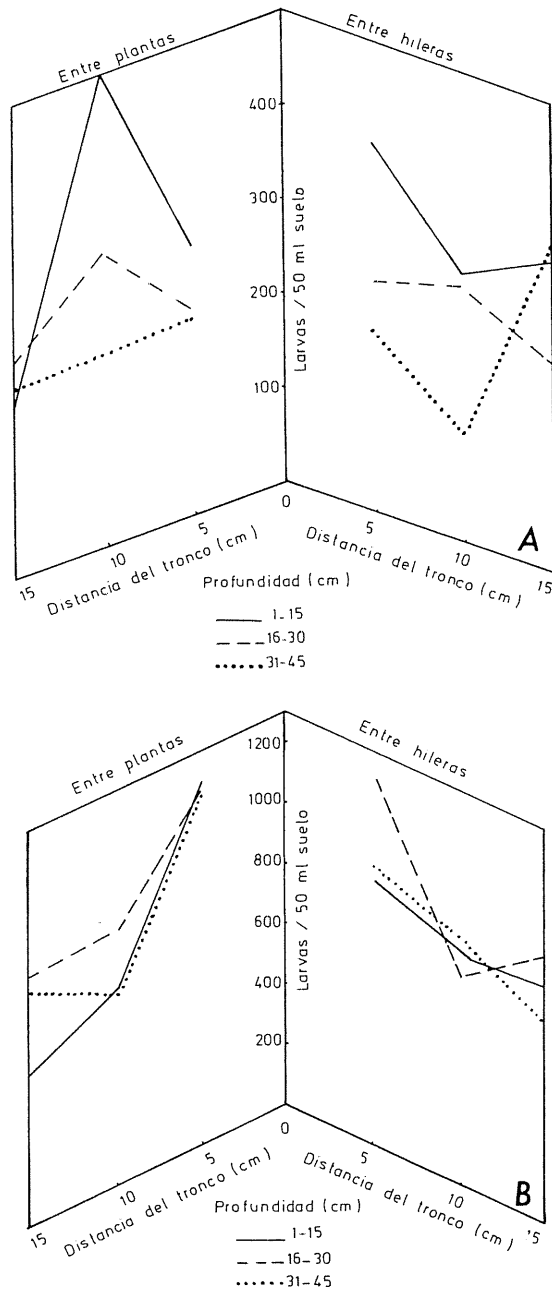 Entre plantas
Entre hileras
400
300
200
100
0
Larvas / 50 ml suelo
15
10
5
5
10
15
Distancia del tronco (cm)
Distancia del tronco (cm)
A
Profundidad (cm)
1-15
16-30
31-45
Entre plantas
Entre hileras
1200
1000
800
600
400
200
0
Larvas / 50 ml suelo
15
10
5
5
10
15
Distancia del tronco (cm)
Distancia del tronco (cm)
B
Profundidad (cm)
1-15
16-30
31-45